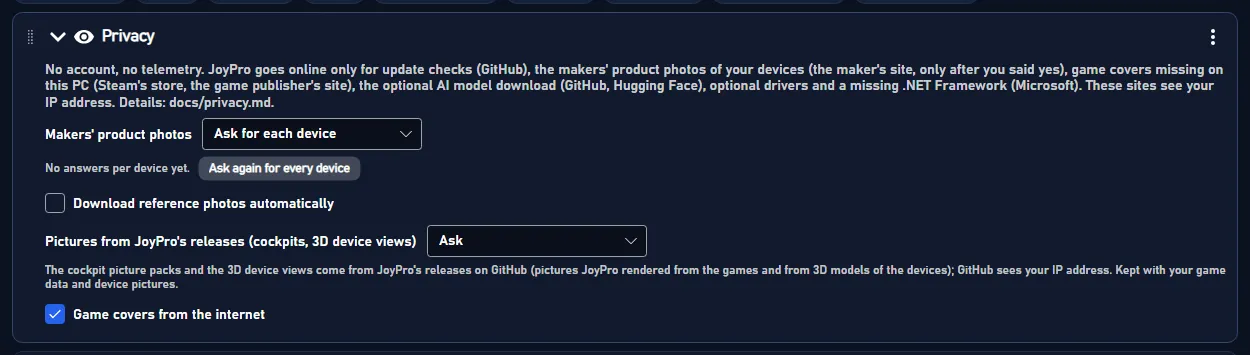 Privacy
No account, no telemetry. JoyPro goes online only for update checks (GitHub), the makers' product photos of your devices (the maker's site, only after you said yes), game covers missing on
this PC (Steam's store, the game publisher's site), the optional AI model download (GitHub, Hugging Face), optional drivers and a missing .NET Framework (Microsoft). These sites see your
IP address. Details: docs/privacy.md.
Makers' product photos Ask for each device
No answers per device yet. Ask again for every device
Download reference photos automatically
Pictures from JoyPro's releases (cockpits, 3D device views) Ask
The cockpit picture packs and the 3D device views come from JoyPro's releases on GitHub (pictures JoyPro rendered from the games and from 3D models of the devices); GitHub sees your IP address. Kept with your game
data and device pictures.
Game covers from the internet